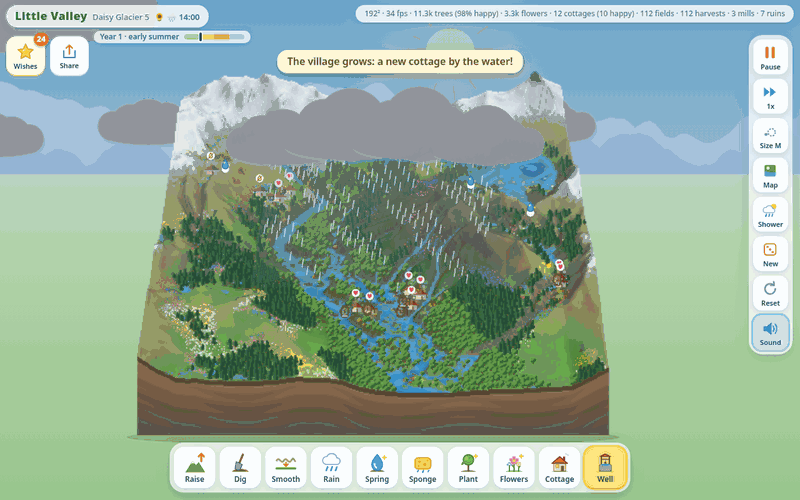 Little Valley Daisy Glacier 5 14:00
192² · 34 fps · 11.3k trees (98% happy) · 3.3k flowers · 12 cottages (10 happy) · 112 fields · 112 harvests · 3 mills · 7 ruins
Year 1 · early summer
24
Wishes
Share
The village grows: a new cottage by the water!
Pause
1x
Size M
Map
Shower
New
Reset
Sound
Raise
Dig
Smooth
Rain
Spring
Sponge
Plant
Flowers
Cottage
Well